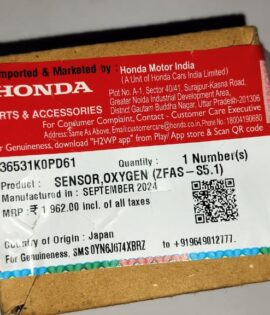 Imported & Marketed by : Honda Motor India
(A Unit of Honda Cars India Limited)
HONDA
Plot No. A-1, Sector 40/41, Surajpur-Kasna Road,
Greater Noida Industrial Development Area,
District Gautam Buddha Nagar, Uttar Pradesh-201306
PARTS & ACCESSORIES
For Consumer Complaint, Contact - Customer Care Executive
Address: Same As Above, Email:customercare@honda.hmi.in, Phone No. 18004190680
For Genuineness, download "H2WP app" from Play/ App store & Scan QR code
36531K0PD61
Quantity : 1 Number(s)
Product : SENSOR,OXYGEN (ZFAS-S5.1)
Manufactured in : SEPTEMBER 2024
MRP : ₹ 1 962.00 incl. of all taxes
Country of Origin : Japan
For Genuineness, SMS 0YN6J674XBRZ to +919649012777.